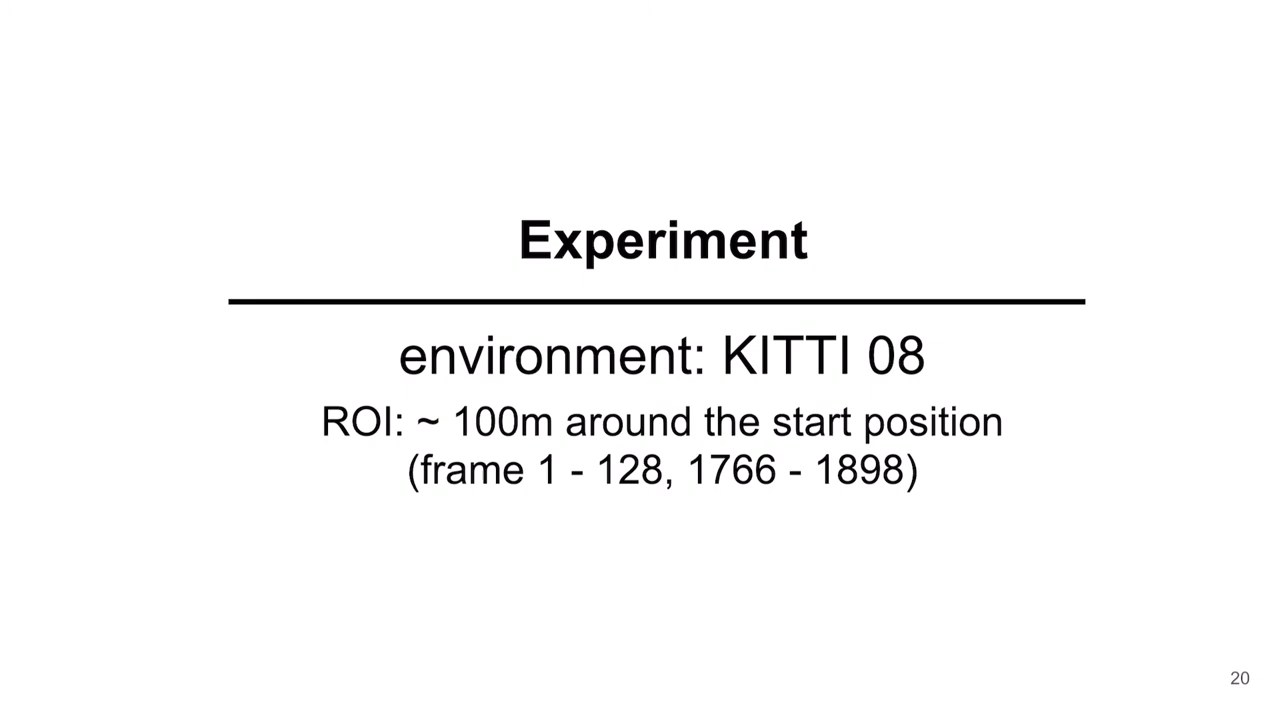 Experiment
environment: KITTI 08
ROI: ~ 100m around the start position
(frame 1 - 128, 1766 - 1898)
20